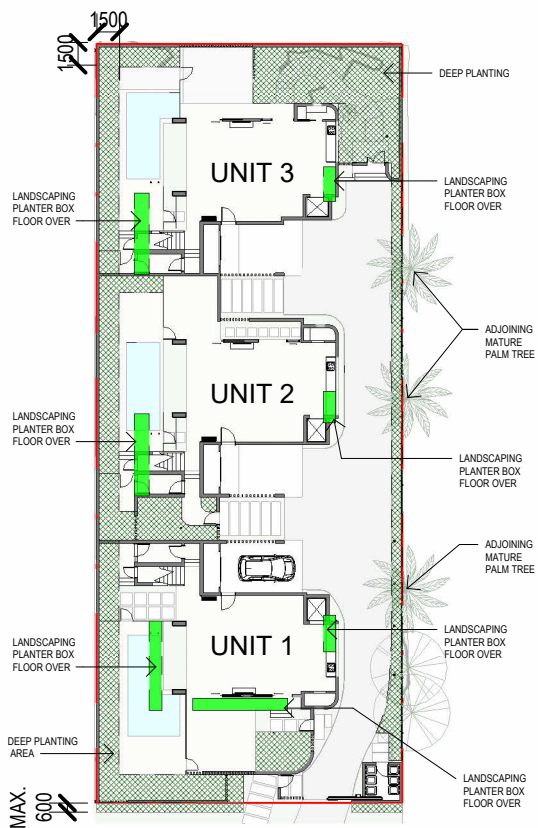 1500
1500
DEEP PLANTING
UNIT 3
LANDSCAPING
PLANTER BOX
FLOOR OVER
LANDSCAPING
PLANTER BOX
FLOOR OVER
ADJOINING
MATURE
PALM TREE
UNIT 2
LANDSCAPING
PLANTER BOX
FLOOR OVER
LANDSCAPING
PLANTER BOX
FLOOR OVER
ADJOINING
MATURE
PALM TREE
UNIT 1
LANDSCAPING
PLANTER BOX
FLOOR OVER
LANDSCAPING
PLANTER BOX
FLOOR OVER
DEEP PLANTING
AREA
LANDSCAPING
PLANTER BOX
FLOOR OVER
MAX.
600